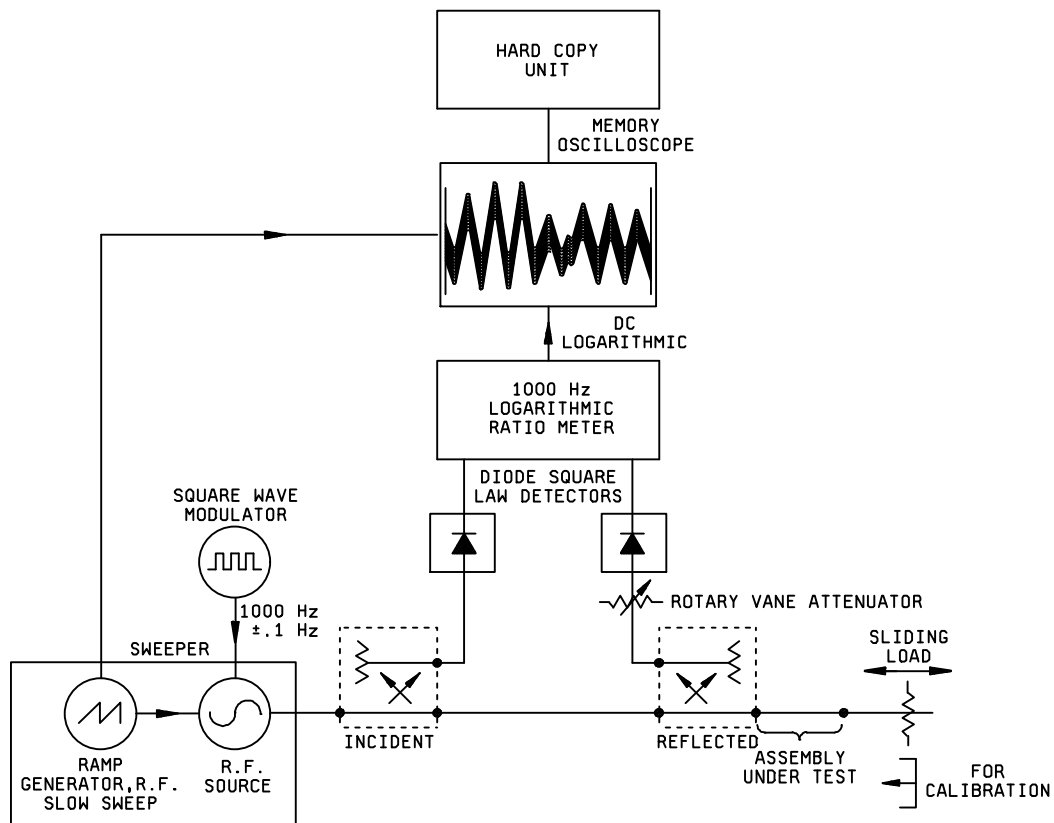 HARD COPY
UNIT
MEMORY
OSCILLOSCOPE
DC
LOGARITHMIC
1000 Hz
LOGARITHMIC
RATIO METER
DIODE SQUARE
LAW DETECTORS
SQUARE WAVE
MODULATOR
1000 Hz
±.1 Hz
ROTARY VANE ATTENUATOR
SWEEPER
SLIDING
LOAD
INCIDENT
REFLECTED
RAMP
GENERATOR,R.F.
SLOW SWEEP
R.F.
SOURCE
ASSEMBLY
UNDER TEST
FOR
CALIBRATION